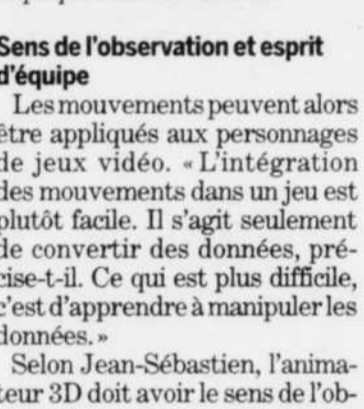 Sens de l'observation et esprit
d'équipe
Les mouvements peuvent alors
être appliqués aux personnages
de jeux vidéo. « L'intégration
des mouvements dans un jeu est
plutôt facile. Il s'agit seulement
de convertir des données, pré-
cise-t-il. Ce qui est plus difficile,
c'est d'apprendre à manipuler les
données. »
Selon Jean-Sébastien, l'anima-
teur 3D doit avoir le sens de l'ob-